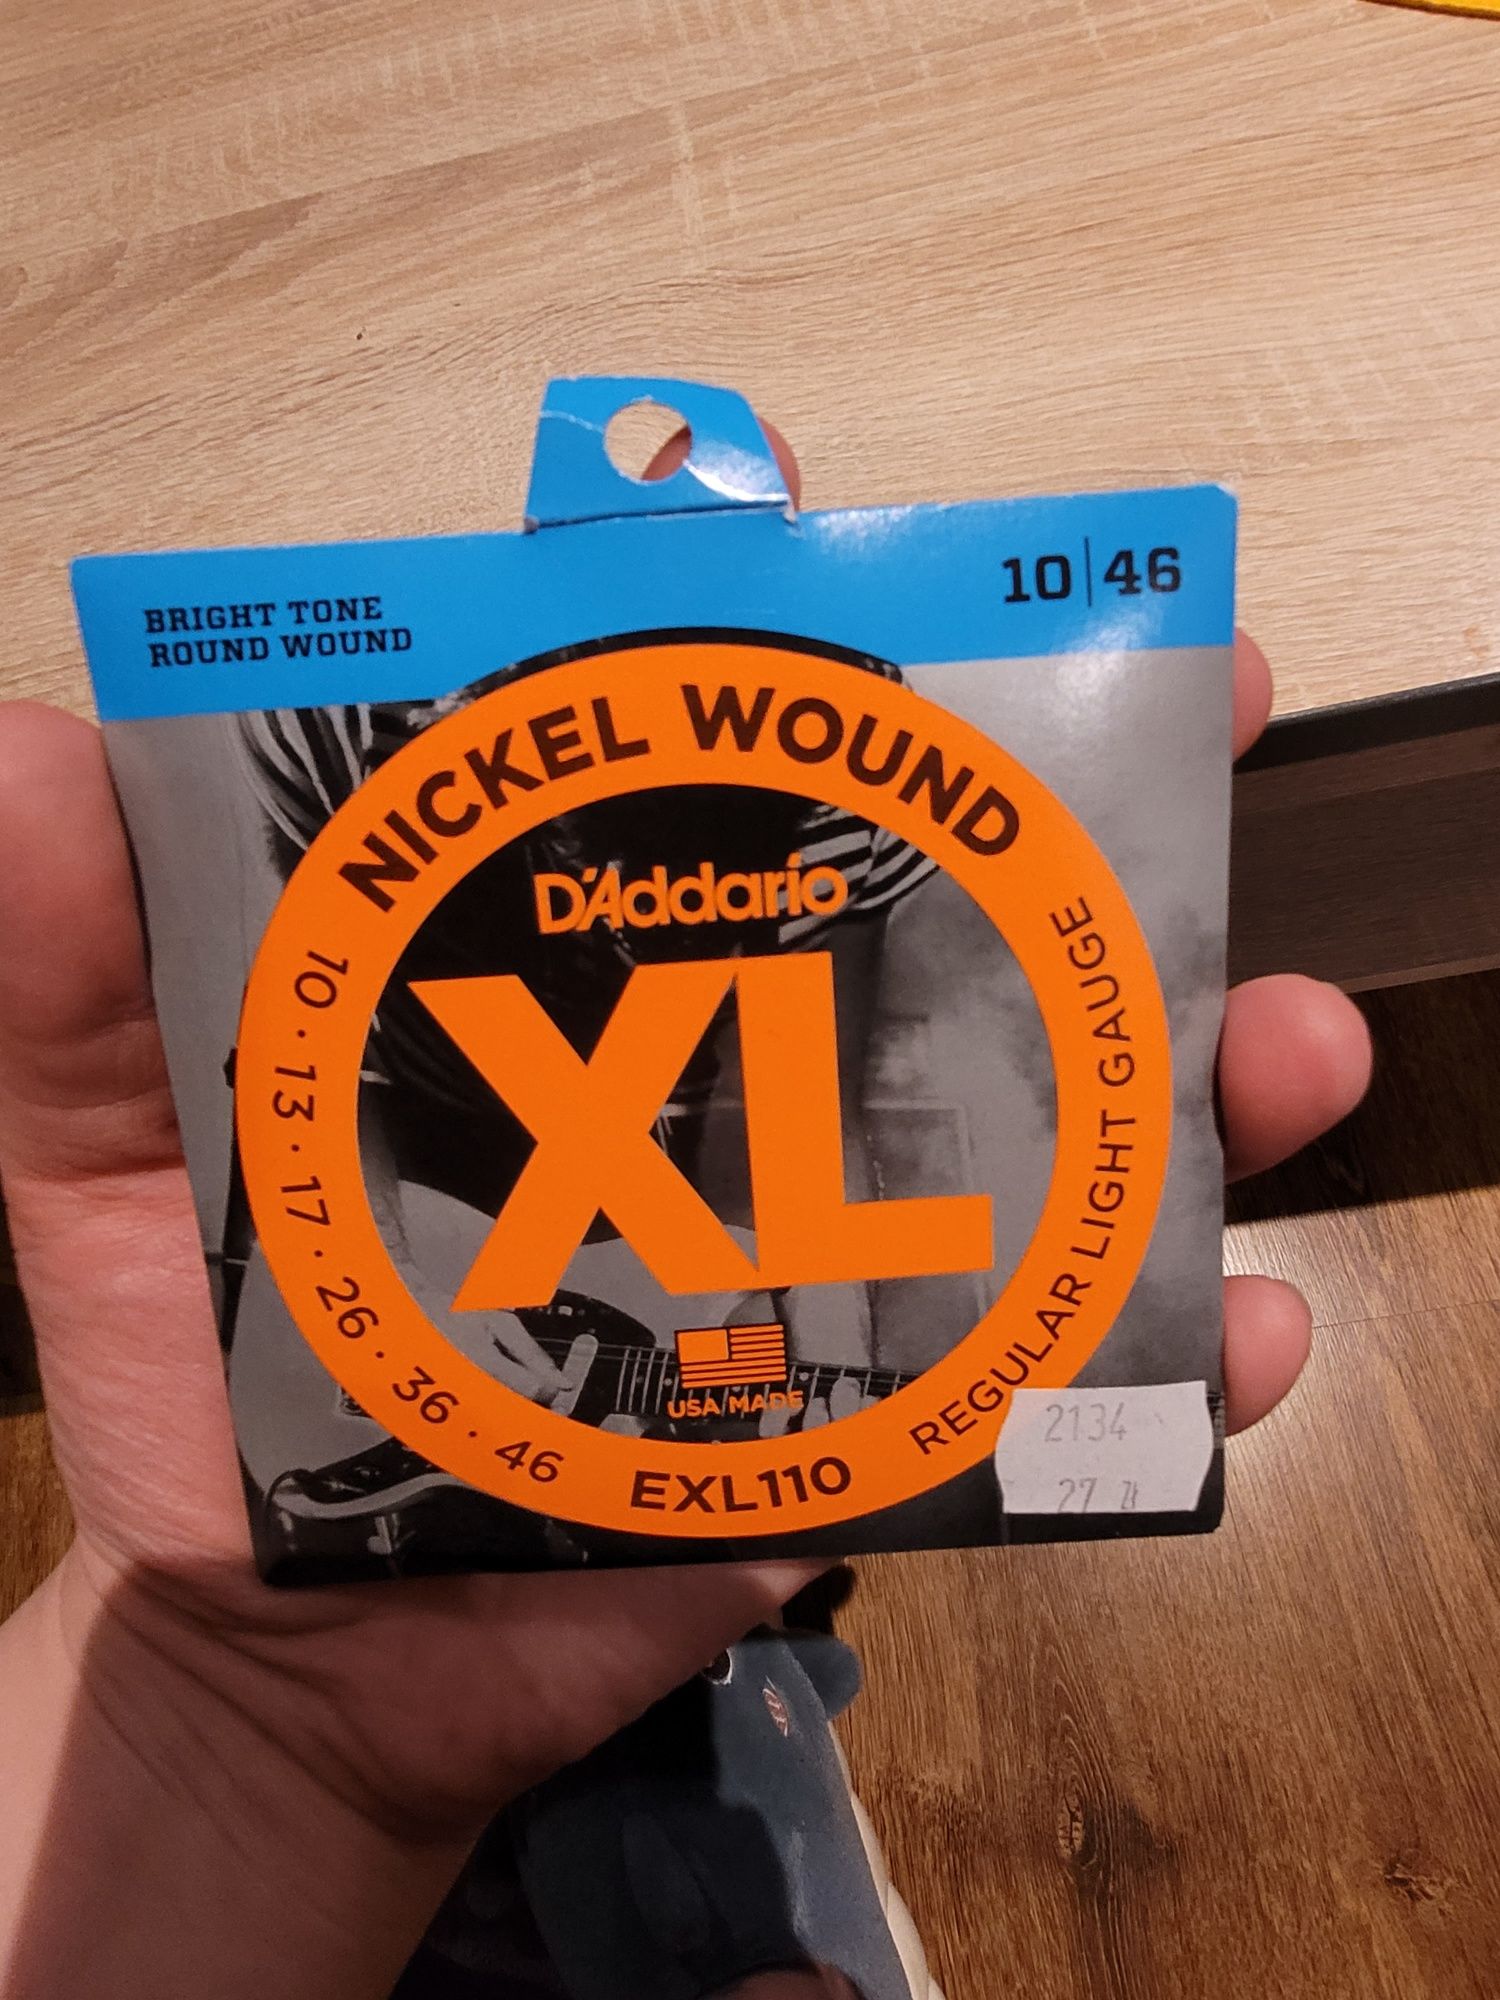 BRIGHT TONE
ROUND WOUND
10|46
NICKEL WOUND
D'Addario
XL
USA MADE
10 · 13 · 17 · 26 · 36 · 46
EXL110
REGULAR LIGHT GAUGE
2134
27 zł